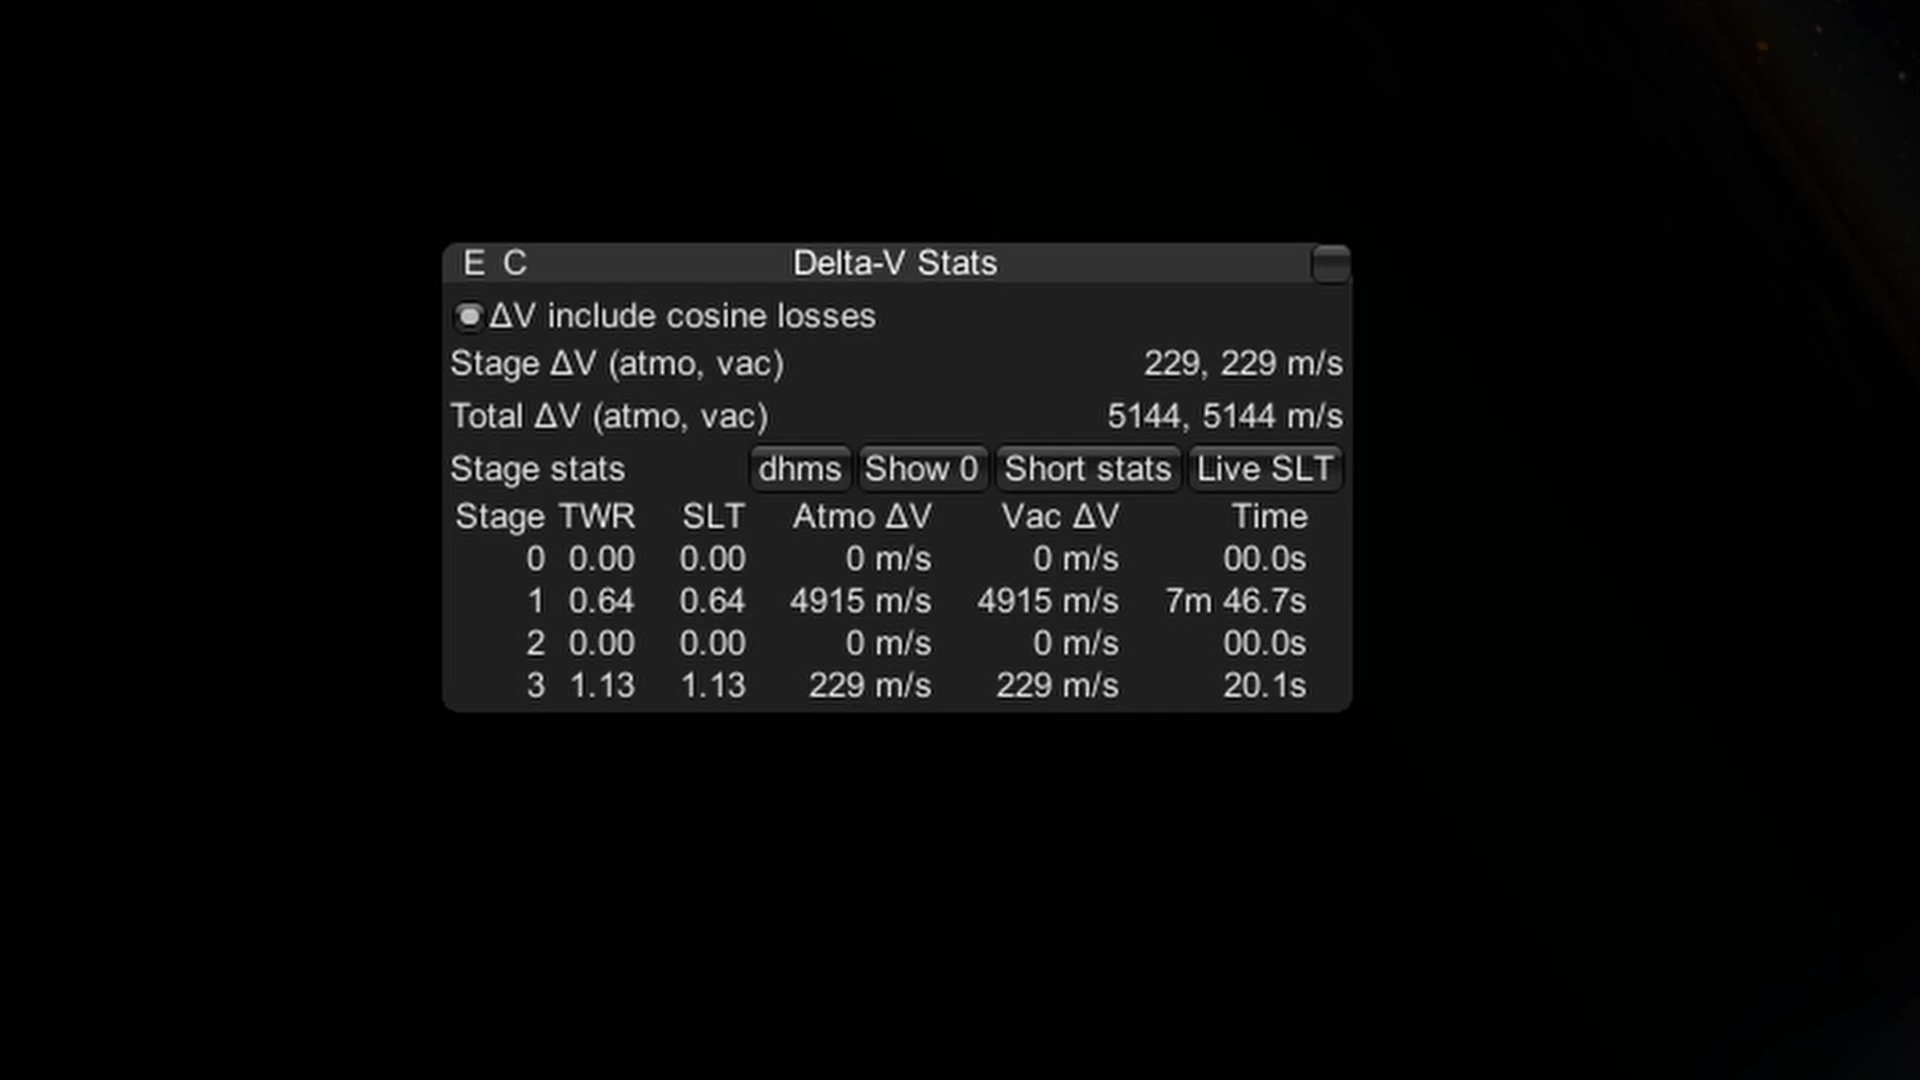 E C Delta-V Stats
ΔV include cosine losses
Stage ΔV (atmo, vac) 229, 229 m/s
Total ΔV (atmo, vac) 5144, 5144 m/s
Stage stats dhms Show 0 Short stats Live SLT
Stage TWR SLT Atmo ΔV Vac ΔV Time
0 0.00 0.00 0 m/s 0 m/s 00.0s
1 0.64 0.64 4915 m/s 4915 m/s 7m 46.7s
2 0.00 0.00 0 m/s 0 m/s 00.0s
3 1.13 1.13 229 m/s 229 m/s 20.1s